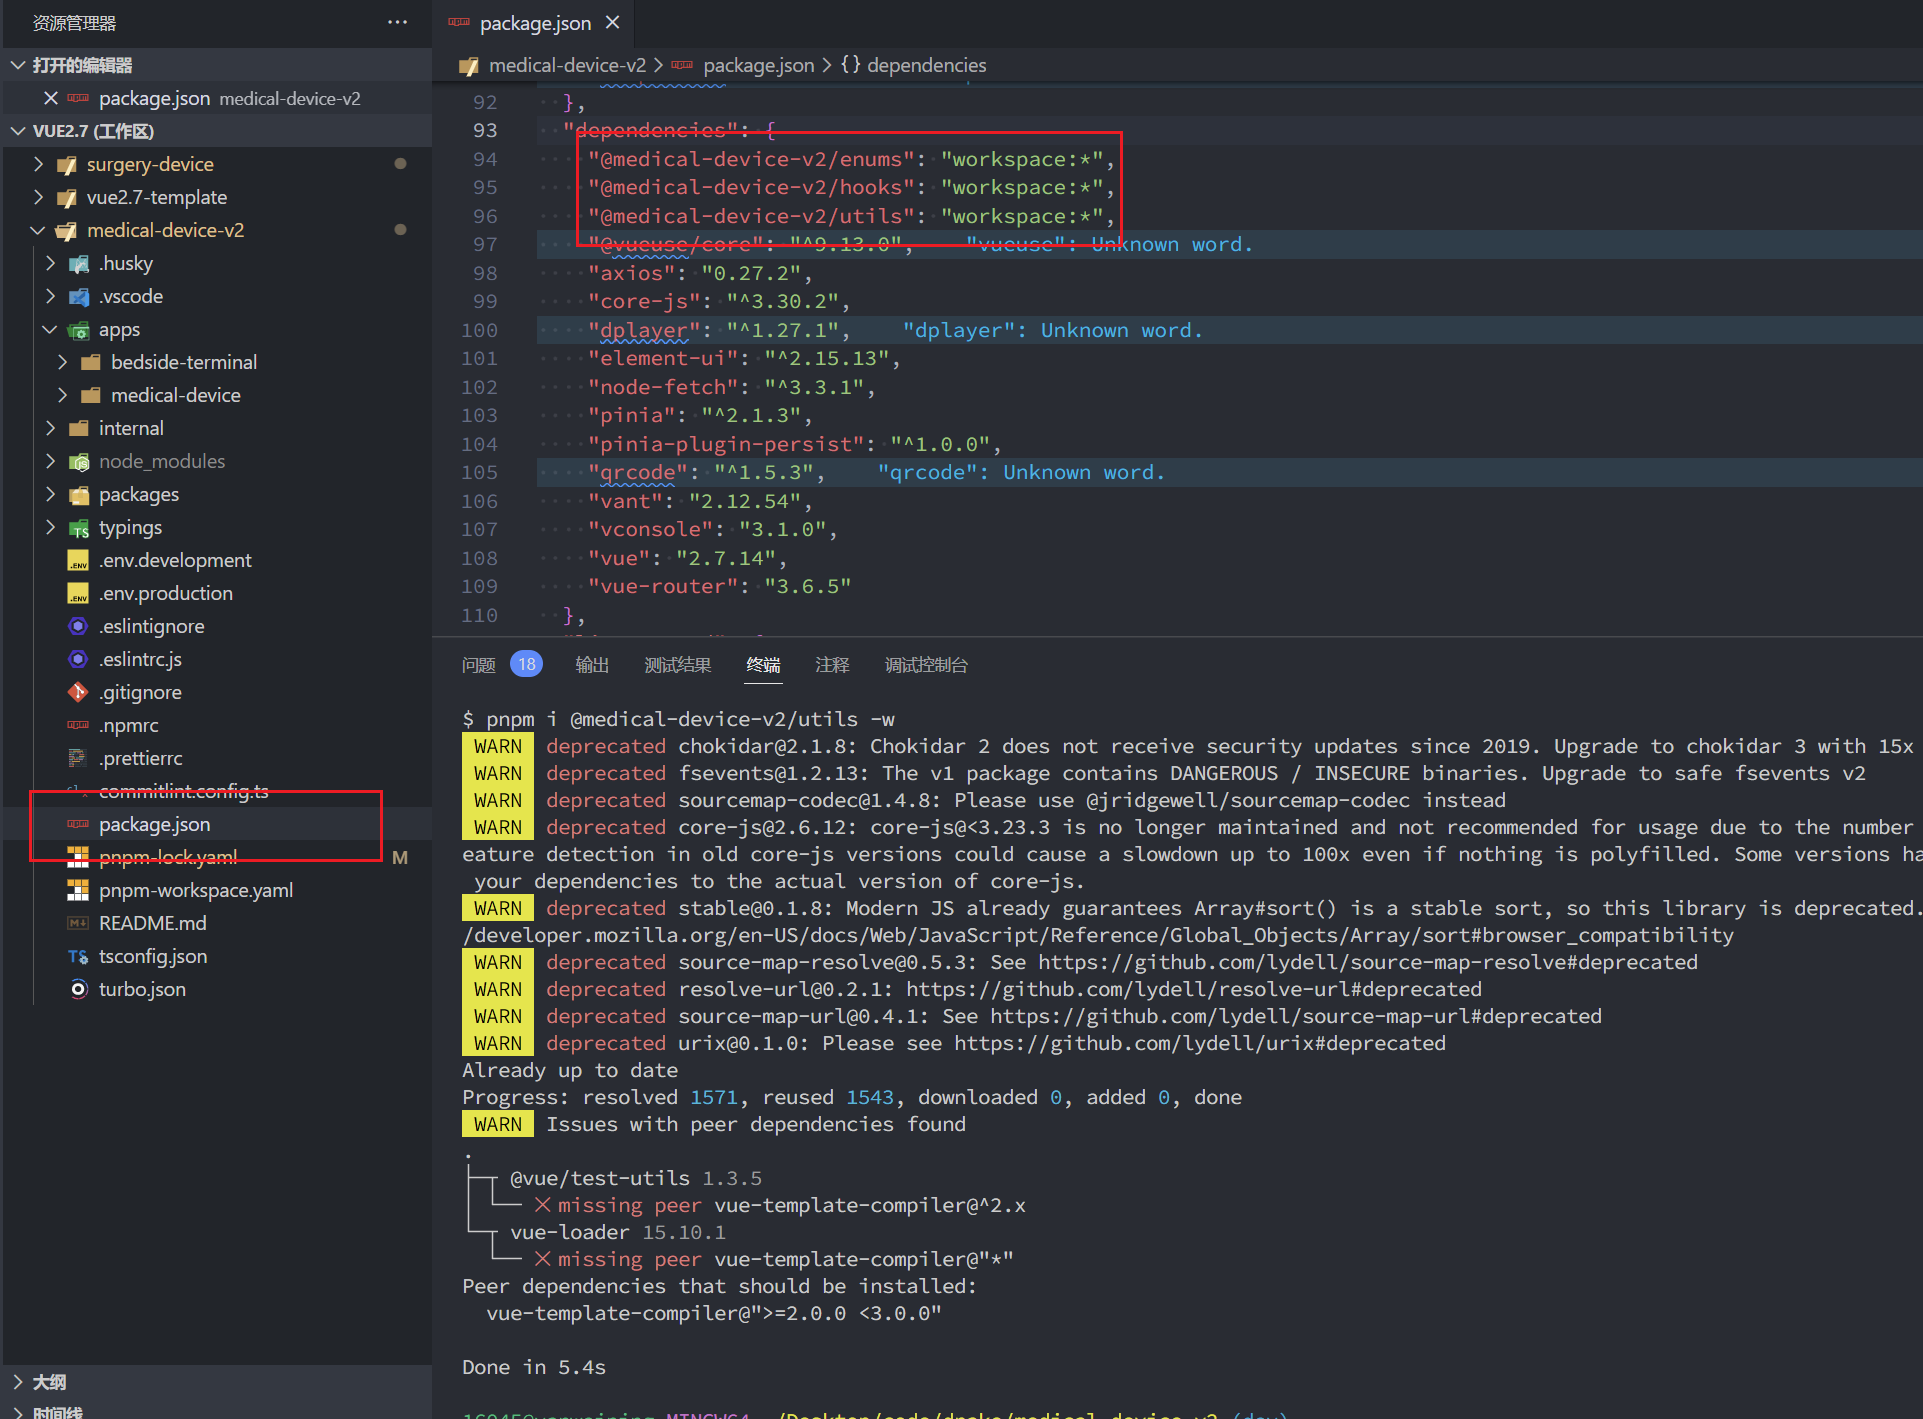 资源管理器
打开的编辑器
package.json medical-device-v2
VUE2.7 (工作区)
surgery-device
vue2.7-template
medical-device-v2
.husky
.vscode
apps
bedside-terminal
medical-device
internal
node_modules
packages
typings
.env.development
.env.production
.eslintignore
.eslintrc.js
.gitignore
.npmrc
.prettierrc
commitlint.config.ts
package.json
pnpm-lock.yaml M
pnpm-workspace.yaml
README.md
tsconfig.json
turbo.json
大纲
时间线
package.json
medical-device-v2 > package.json > {} dependencies
92 },
93 "dependencies": {
94 "@medical-device-v2/enums": "workspace:*",
95 "@medical-device-v2/hooks": "workspace:*",
96 "@medical-device-v2/utils": "workspace:*",
97 "@vueuse/core": "^9.13.0", "vueuse": Unknown word.
98 "axios": "0.27.2",
99 "core-js": "^3.30.2",
100 "dplayer": "^1.27.1", "dplayer": Unknown word.
101 "element-ui": "^2.15.13",
102 "node-fetch": "^3.3.1",
103 "pinia": "^2.1.3",
104 "pinia-plugin-persist": "^1.0.0",
105 "qrcode": "^1.5.3", "qrcode": Unknown word.
106 "vant": "2.12.54",
107 "vconsole": "3.1.0",
108 "vue": "2.7.14",
109 "vue-router": "3.6.5"
110 },
问题 18 输出 测试结果 终端 注释 调试控制台
$ pnpm i @medical-device-v2/utils -w
WARN deprecated chokidar@2.1.8: Chokidar 2 does not receive security updates since 2019. Upgrade to chokidar 3 with 15x
WARN deprecated fsevents@1.2.13: The v1 package contains DANGEROUS / INSECURE binaries. Upgrade to safe fsevents v2
WARN deprecated sourcemap-codec@1.4.8: Please use @jridgewell/sourcemap-codec instead
WARN deprecated core-js@2.6.12: core-js@<3.23.3 is no longer maintained and not recommended for usage due to the number
eature detection in old core-js versions could cause a slowdown up to 100x even if nothing is polyfilled. Some versions ha
your dependencies to the actual version of core-js.
WARN deprecated stable@0.1.8: Modern JS already guarantees Array#sort() is a stable sort, so this library is deprecated.
/developer.mozilla.org/en-US/docs/Web/JavaScript/Reference/Global_Objects/Array/sort#browser_compatibility
WARN deprecated source-map-resolve@0.5.3: See https://github.com/lydell/source-map-resolve#deprecated
WARN deprecated resolve-url@0.2.1: https://github.com/lydell/resolve-url#deprecated
WARN deprecated source-map-url@0.4.1: See https://github.com/lydell/source-map-url#deprecated
WARN deprecated urix@0.1.0: Please see https://github.com/lydell/urix#deprecated
Already up to date
Progress: resolved 1571, reused 1543, downloaded 0, added 0, done
WARN Issues with peer dependencies found
.
@vue/test-utils 1.3.5
✕ missing peer vue-template-compiler@^2.x
vue-loader 15.10.1
✕ missing peer vue-template-compiler@"*"
Peer dependencies that should be installed:
vue-template-compiler@">=2.0.0 <3.0.0"
Done in 5.4s